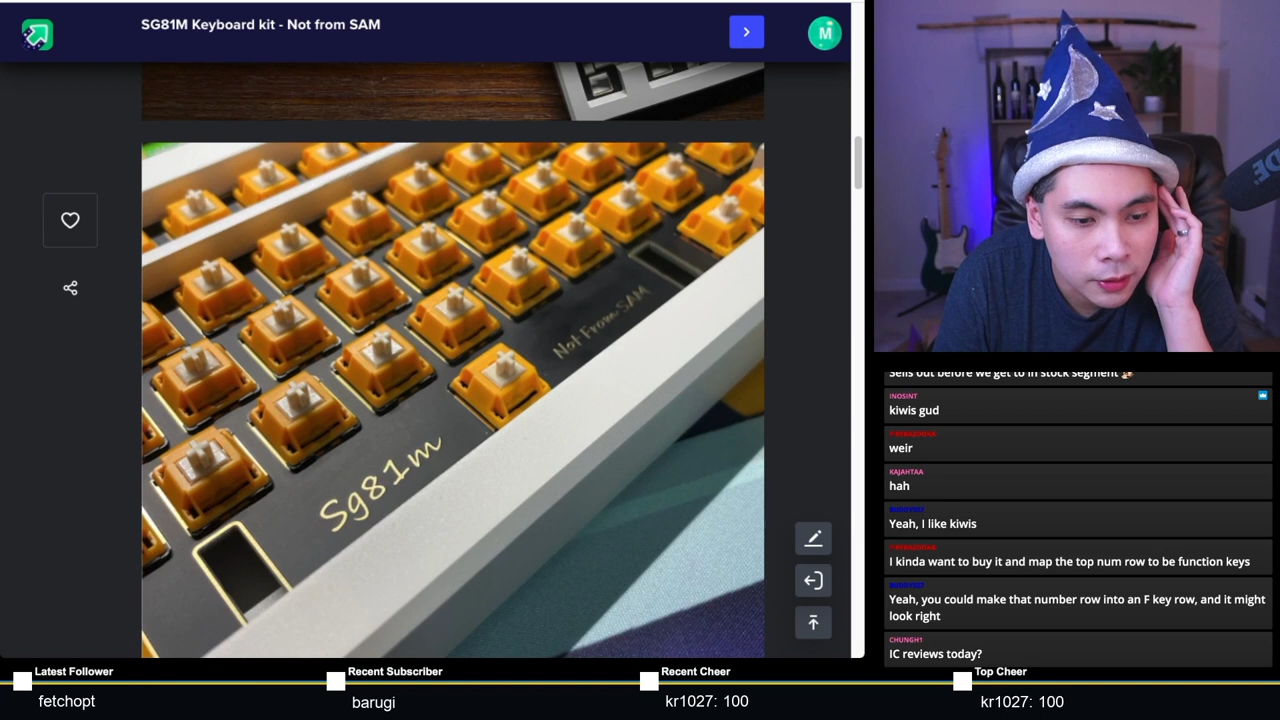 SG81M Keyboard kit - Not from SAM
M
Not From SAM
Sg81m
Sells out before we get to in stock segment
INOSINT
kiwis gud
weir
KAJAHTAA
hah
Yeah, I like kiwis
I kinda want to buy it and map the top num row to be function keys
Yeah, you could make that number row into an F key row, and it might
look right
CHUNGH1
IC reviews today?
Latest Follower
fetchopt
Recent Subscriber
barugi
Recent Cheer
kr1027: 100
Top Cheer
kr1027: 100